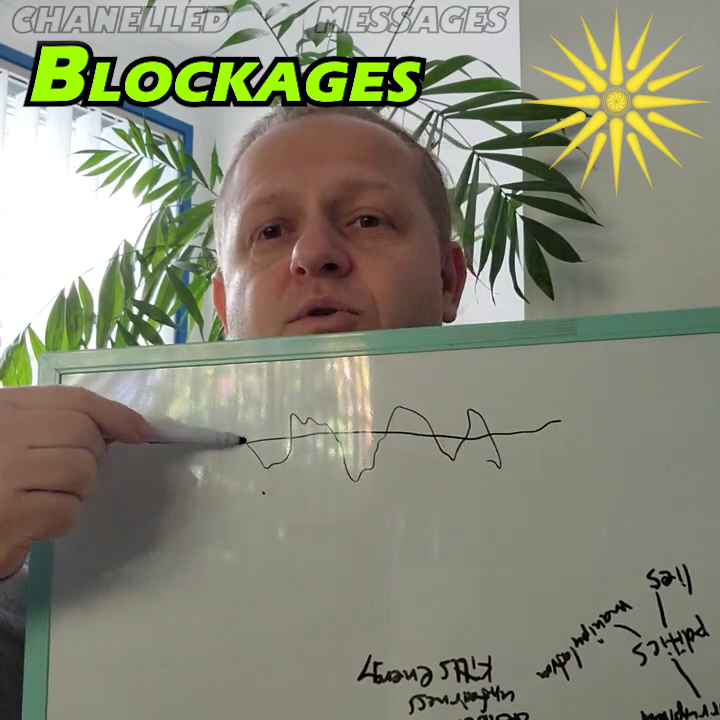 CHANELLED MESSAGES
BLOCKAGES
lies
manipulation
politics
kills energy